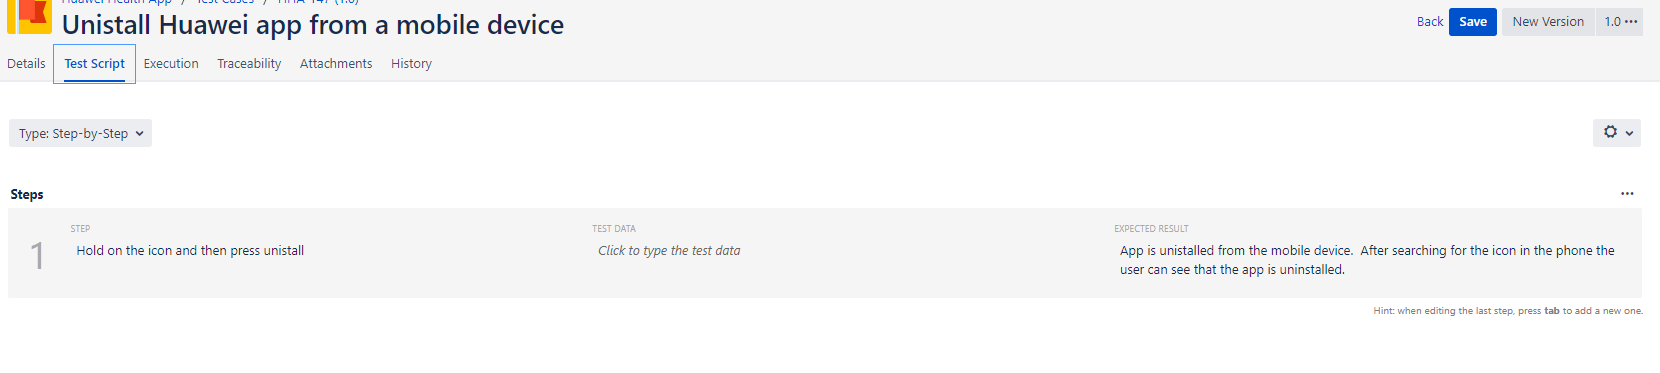 Huawei Health App / Test Cases / HHA-T47 (1.0)
Unistall Huawei app from a mobile device
Back Save New Version 1.0 •••
Details Test Script Execution Traceability Attachments History
Type: Step-by-Step
Steps •••
STEP TEST DATA EXPECTED RESULT
1 Hold on the icon and then press unistall Click to type the test data App is unistalled from the mobile device. After searching for the icon in the phone the
user can see that the app is uninstalled.
Hint: when editing the last step, press tab to add a new one.